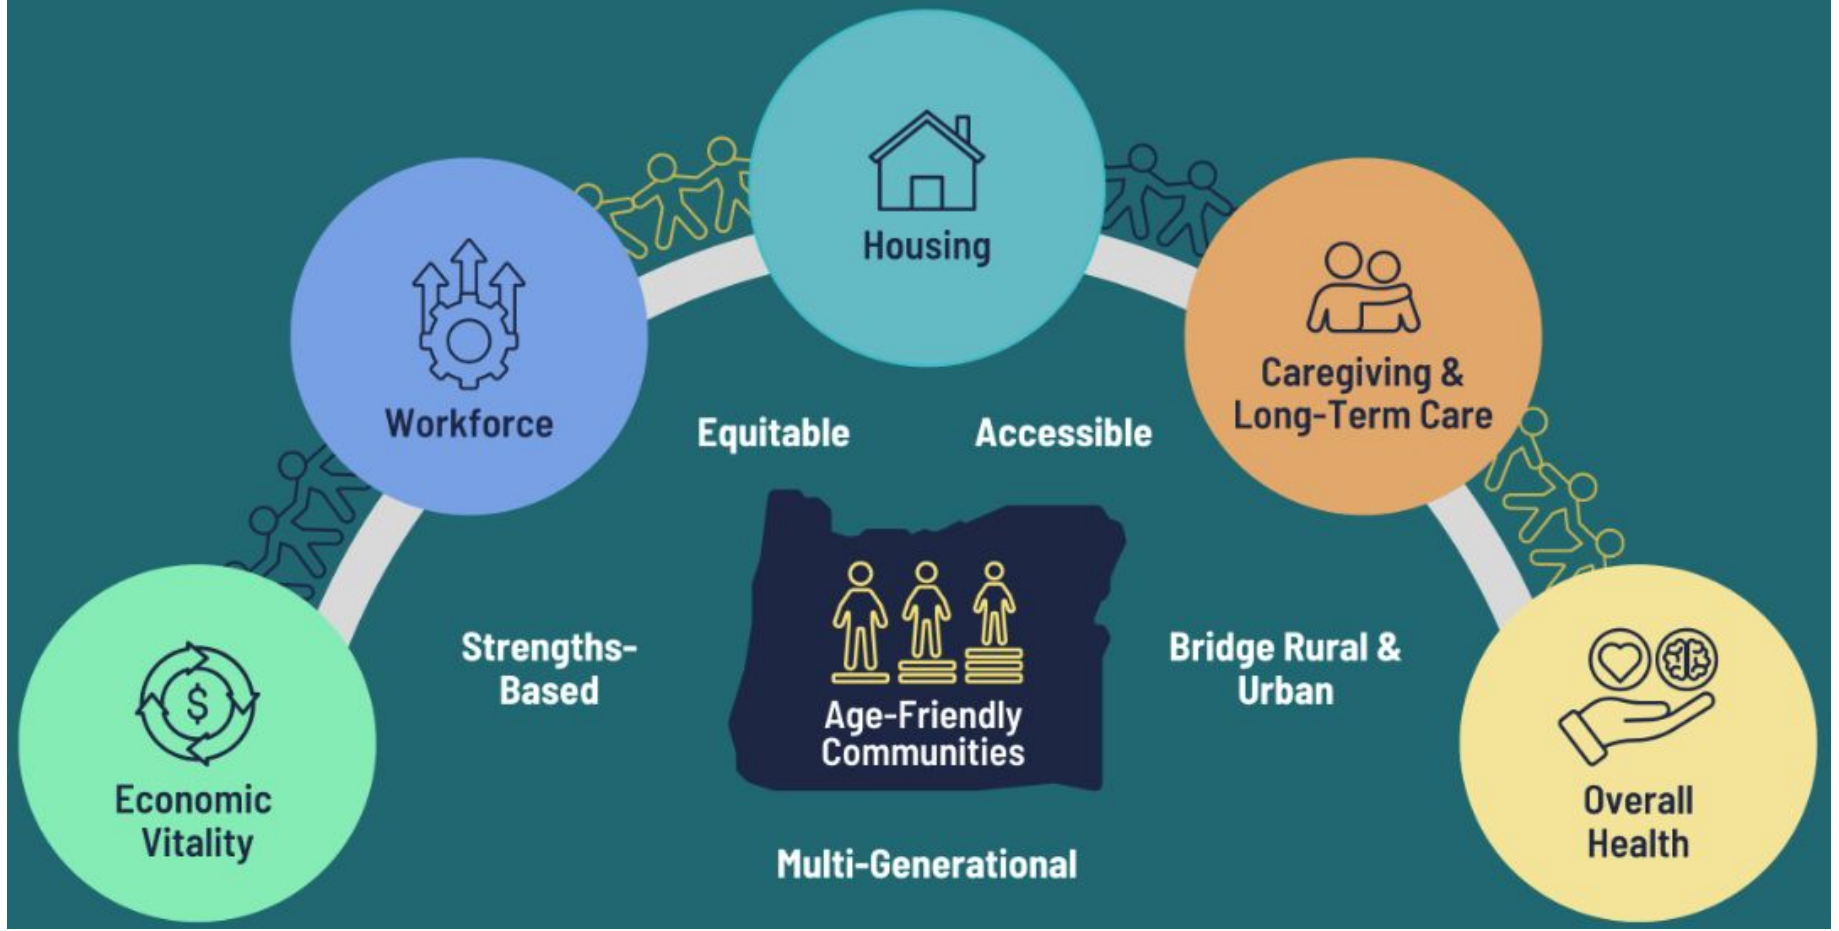 Housing
Workforce
Caregiving &
Long-Term Care
Equitable
Accessible
Strengths-
Based
Bridge Rural &
Urban
Age-Friendly
Communities
$
Economic
Vitality
Overall
Health
Multi-Generational